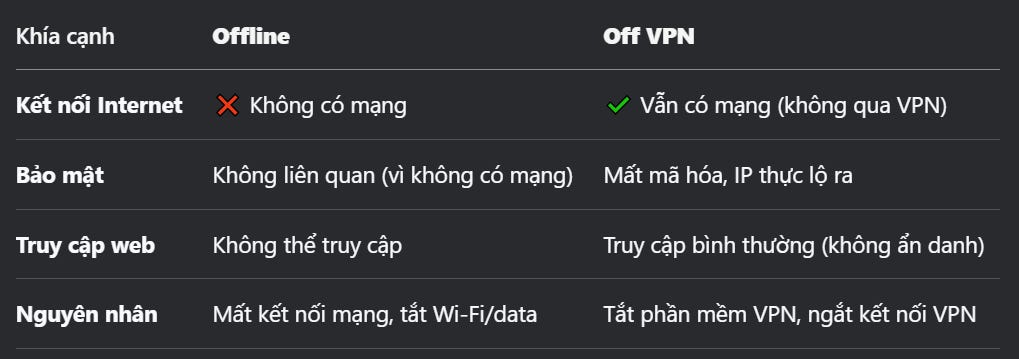 Khía cạnh Offline Off VPN
Kết nối Internet ❌ Không có mạng ✔ Vẫn có mạng (không qua VPN)
Bảo mật Không liên quan (vì không có mạng) Mất mã hóa, IP thực lộ ra
Truy cập web Không thể truy cập Truy cập bình thường (không ẩn danh)
Nguyên nhân Mất kết nối mạng, tắt Wi-Fi/data Tắt phần mềm VPN, ngắt kết nối VPN